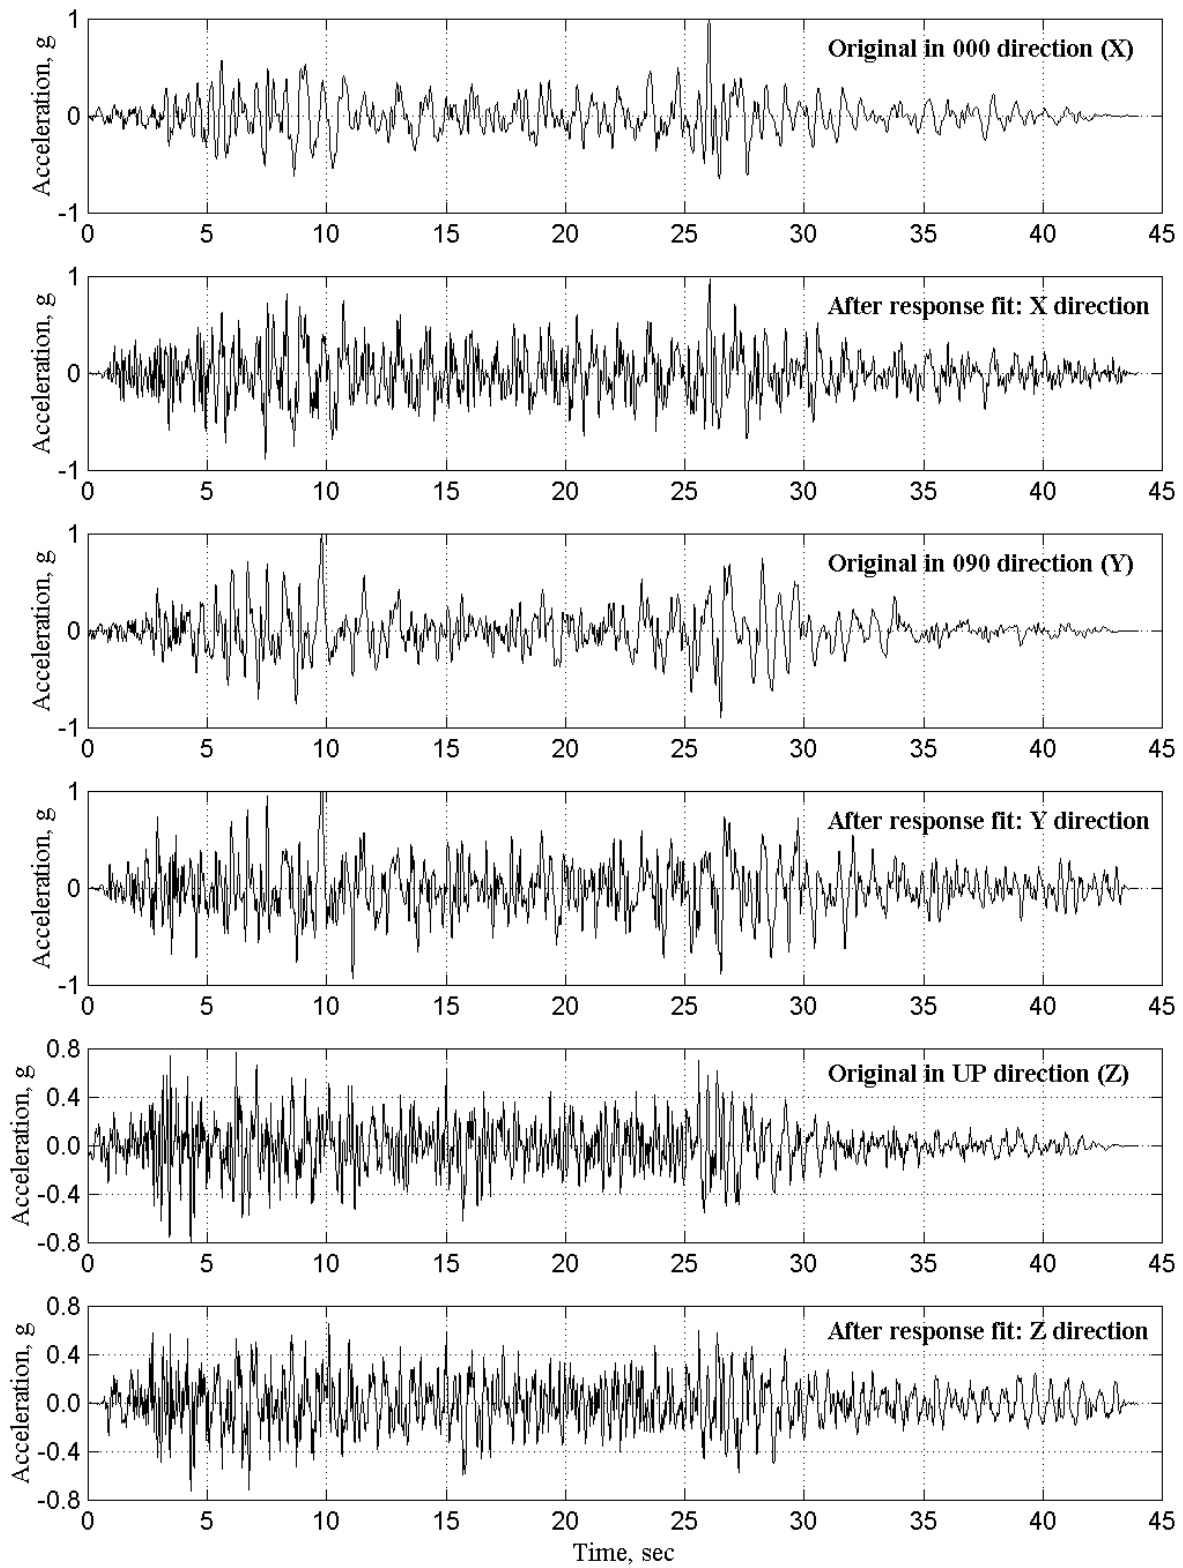 Original in 000 direction (X)
Acceleration, g
1
0
-1
0 5 10 15 20 25 30 35 40 45
After response fit: X direction
Acceleration, g
1
0
-1
0 5 10 15 20 25 30 35 40 45
Original in 090 direction (Y)
Acceleration, g
1
0
-1
0 5 10 15 20 25 30 35 40 45
After response fit: Y direction
Acceleration, g
1
0
-1
0 5 10 15 20 25 30 35 40 45
Original in UP direction (Z)
Acceleration, g
0.8
0.4
0.0
-0.4
-0.8
0 5 10 15 20 25 30 35 40 45
After response fit: Z direction
Acceleration, g
0.8
0.4
0.0
-0.4
-0.8
0 5 10 15 20 25 30 35 40 45
Time, sec